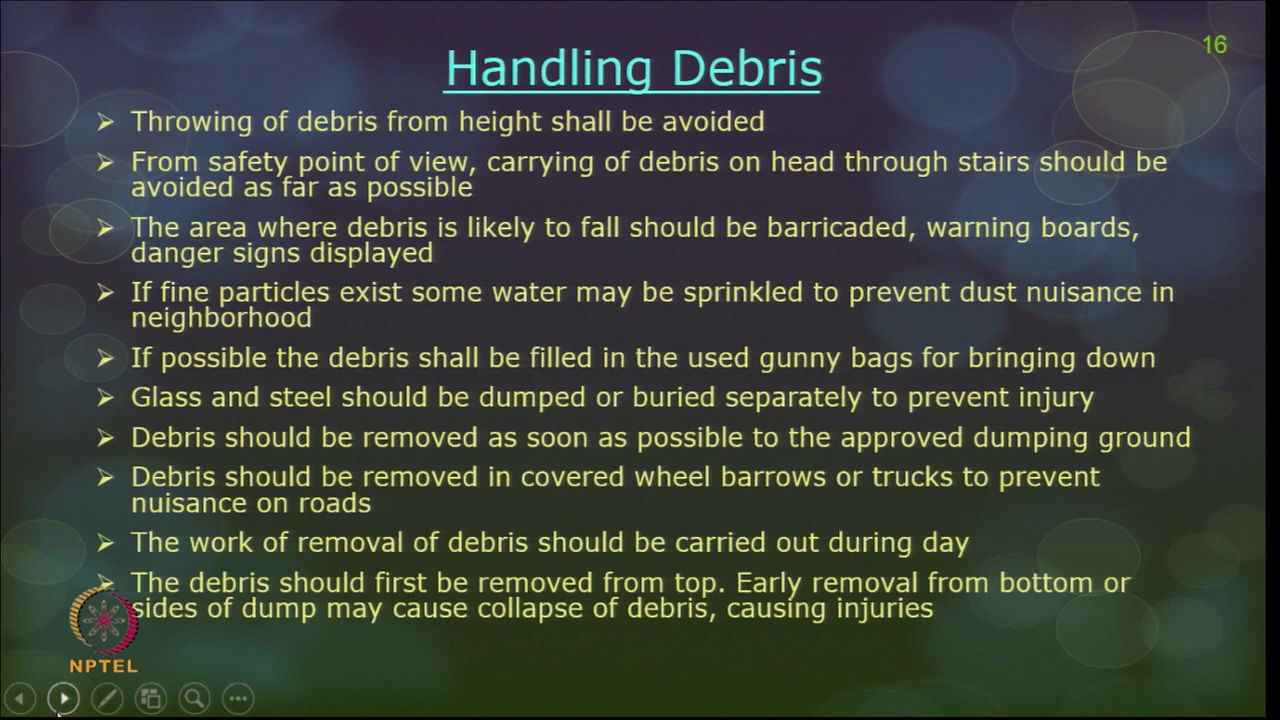 16
Handling Debris
➢ Throwing of debris from height shall be avoided
➢ From safety point of view, carrying of debris on head through stairs should be
avoided as far as possible
➢ The area where debris is likely to fall should be barricaded, warning boards,
danger signs displayed
➢ If fine particles exist some water may be sprinkled to prevent dust nuisance in
neighborhood
➢ If possible the debris shall be filled in the used gunny bags for bringing down
➢ Glass and steel should be dumped or buried separately to prevent injury
➢ Debris should be removed as soon as possible to the approved dumping ground
➢ Debris should be removed in covered wheel barrows or trucks to prevent
nuisance on roads
➢ The work of removal of debris should be carried out during day
➢ The debris should first be removed from top. Early removal from bottom or
sides of dump may cause collapse of debris, causing injuries
NPTEL